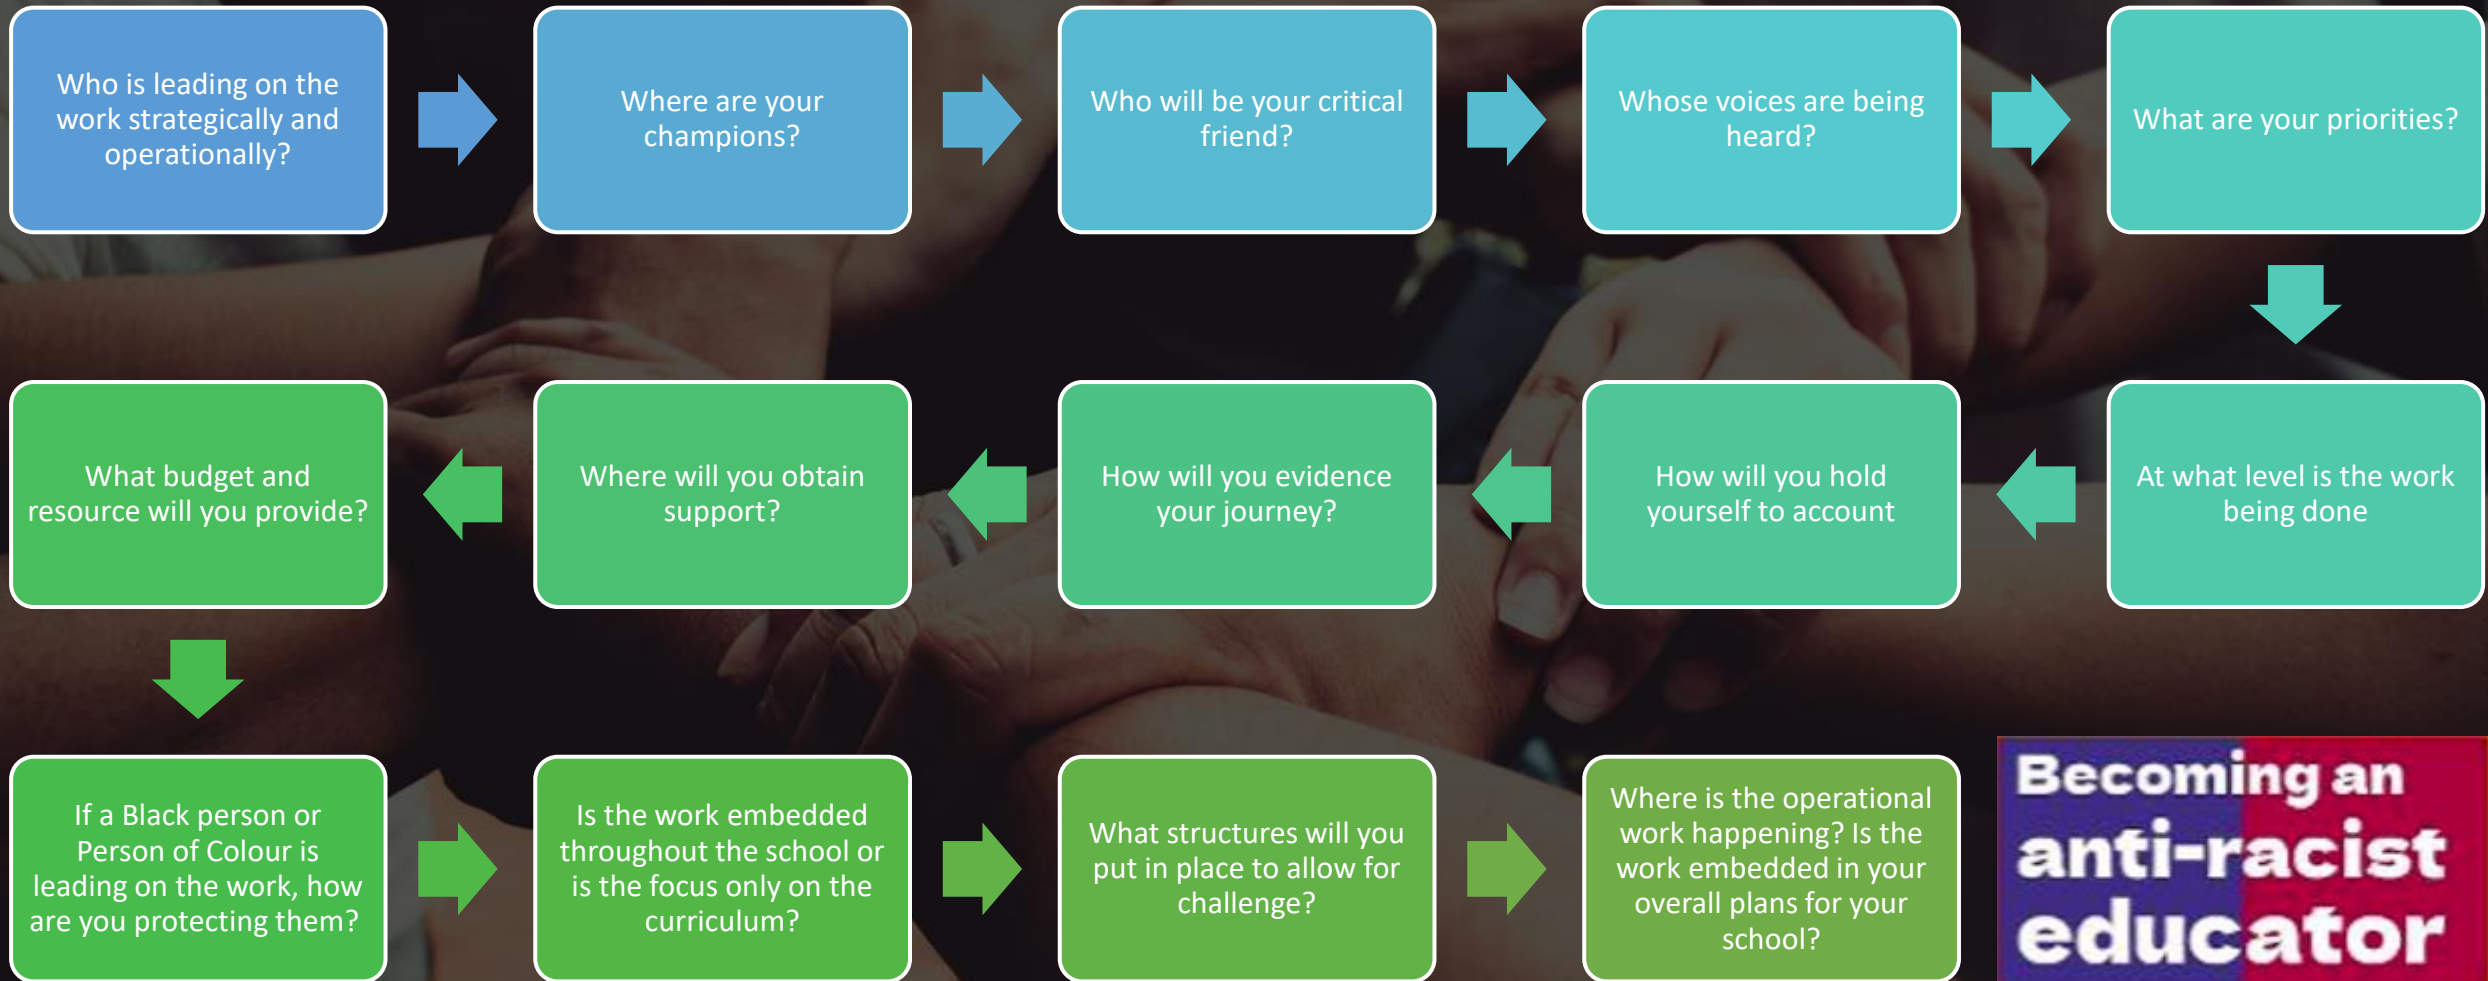 Who is leading on the
work strategically and
operationally?
Where are your
champions?
Who will be your critical
friend?
Whose voices are being
heard?
What are your priorities?
At what level is the work
being done
How will you hold
yourself to account
How will you evidence
your journey?
Where will you obtain
support?
What budget and
resource will you provide?
If a Black person or
Person of Colour is
leading on the work, how
are you protecting them?
Is the work embedded
throughout the school or
is the focus only on the
curriculum?
What structures will you
put in place to allow for
challenge?
Where is the operational
work happening? Is the
work embedded in your
overall plans for your
school?
Becoming an
anti-racist
educator